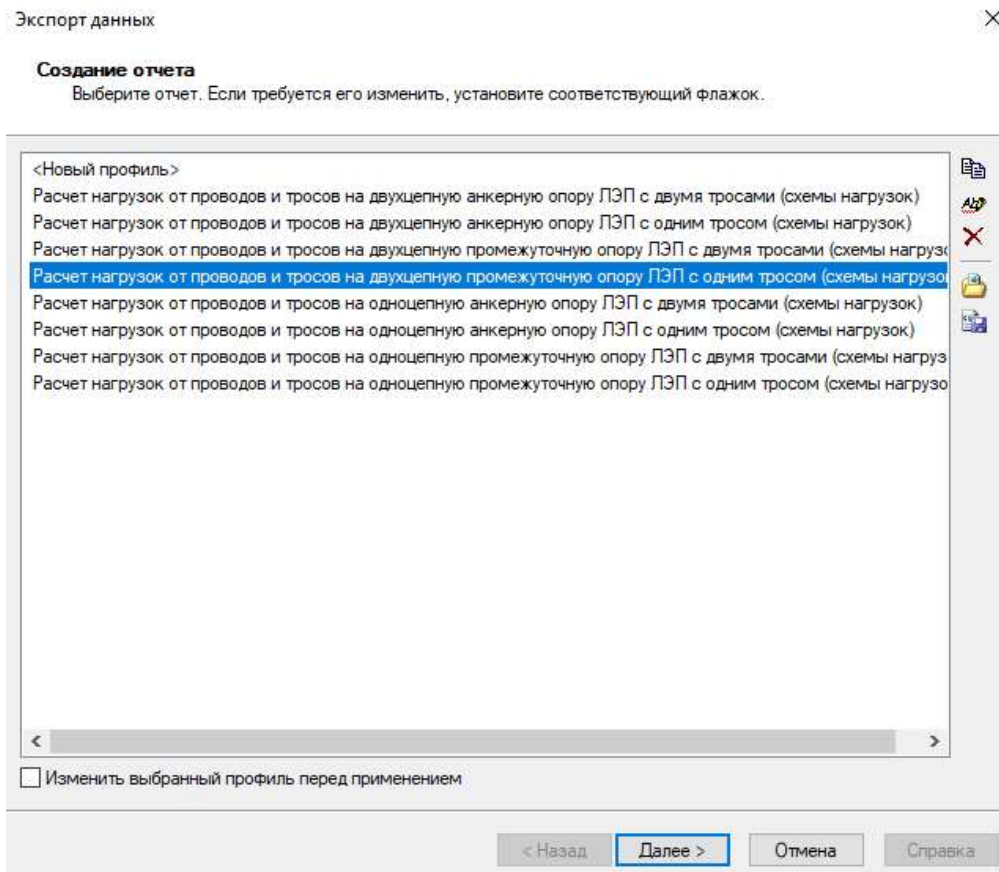 Экспорт данных
Создание отчета
Выберите отчет. Если требуется его изменить, установите соответствующий флажок.
<Новый профиль>
Расчет нагрузок от проводов и тросов на двухцепную анкерную опору ЛЭП с двумя тросами (схемы нагрузок)
Расчет нагрузок от проводов и тросов на двухцепную анкерную опору ЛЭП с одним тросом (схемы нагрузок)
Расчет нагрузок от проводов и тросов на двухцепную промежуточную опору ЛЭП с двумя тросами (схемы нагрузо
Расчет нагрузок от проводов и тросов на двухцепную промежуточную опору ЛЭП с одним тросом (схемы нагрузо
Расчет нагрузок от проводов и тросов на одноцепную анкерную опору ЛЭП с двумя тросами (схемы нагрузок)
Расчет нагрузок от проводов и тросов на одноцепную анкерную опору ЛЭП с одним тросом (схемы нагрузок)
Расчет нагрузок от проводов и тросов на одноцепную промежуточную опору ЛЭП с двумя тросами (схемы нагруз
Расчет нагрузок от проводов и тросов на одноцепную промежуточную опору ЛЭП с одним тросом (схемы нагрузо
Изменить выбранный профиль перед применением
< Назад Далее > Отмена Справка